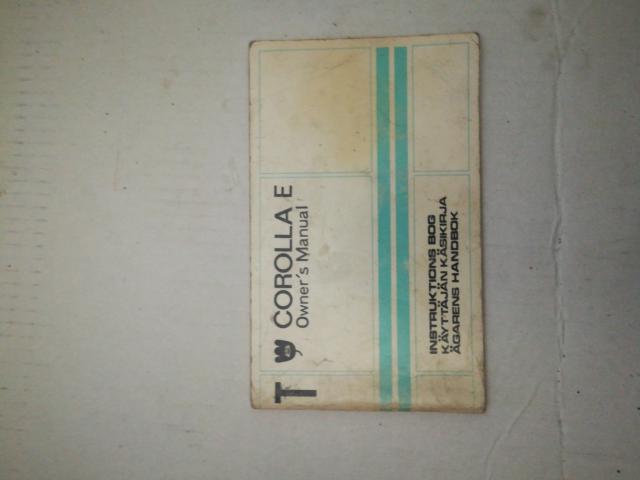 T COROLLA E
Owner's Manual
INSTRUKTIONS BOG
KÄYTTÄJÄN KÄSIKIRJA
ÄGARENS HANDBOK